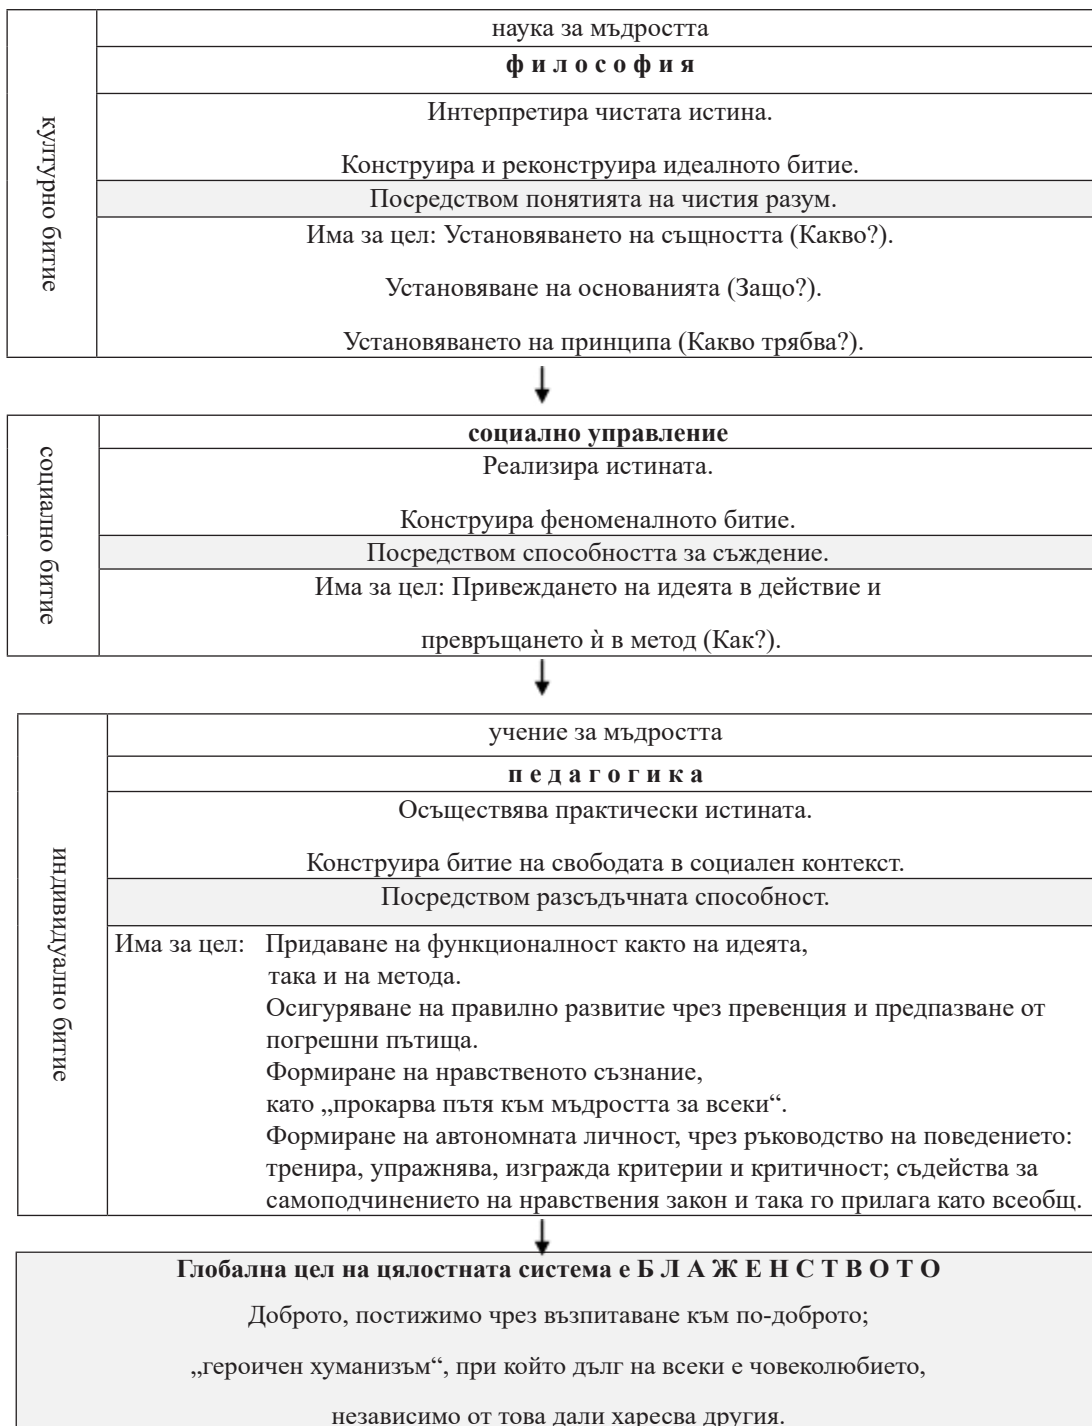 културно битие
наука за мъдростта
ф и л о с о ф и я
Интерпретира чистата истина.
Конструира и реконструира идеалното битие.
Посредством понятията на чистия разум.
Има за цел: Установяването на същността (Какво?).
Установяване на основанията (Защо?).
Установяването на принципа (Какво трябва?).
социално битие
социално управление
Реализира истината.
Конструира феноменалното битие.
Посредством способността за съждение.
Има за цел: Привеждането на идеята в действие и
превръщането ѝ в метод (Как?).
индивидуално битие
учение за мъдростта
п е д а г о г и к а
Осъществява практически истината.
Конструира битие на свободата в социален контекст.
Посредством разсъдъчната способност.
Има за цел: Придаване на функционалност както на идеята,
така и на метода.
Осигуряване на правилно развитие чрез превенция и предпазване от
погрешни пътища.
Формиране на нравственото съзнание,
като „прокарва пътя към мъдростта за всеки“.
Формиране на автономната личност, чрез ръководство на поведението:
тренира, упражнява, изгражда критерии и критичност; съдейства за
самоподчинението на нравствения закон и така го прилага като всеобщ.
Глобална цел на цялостната система е Б Л А Ж Е Н С Т В О Т О
Доброто, постижимо чрез възпитаване към по-доброто;
„героичен хуманизъм“, при който дълг на всеки е човеколюбието,
независимо от това дали харесва другия.